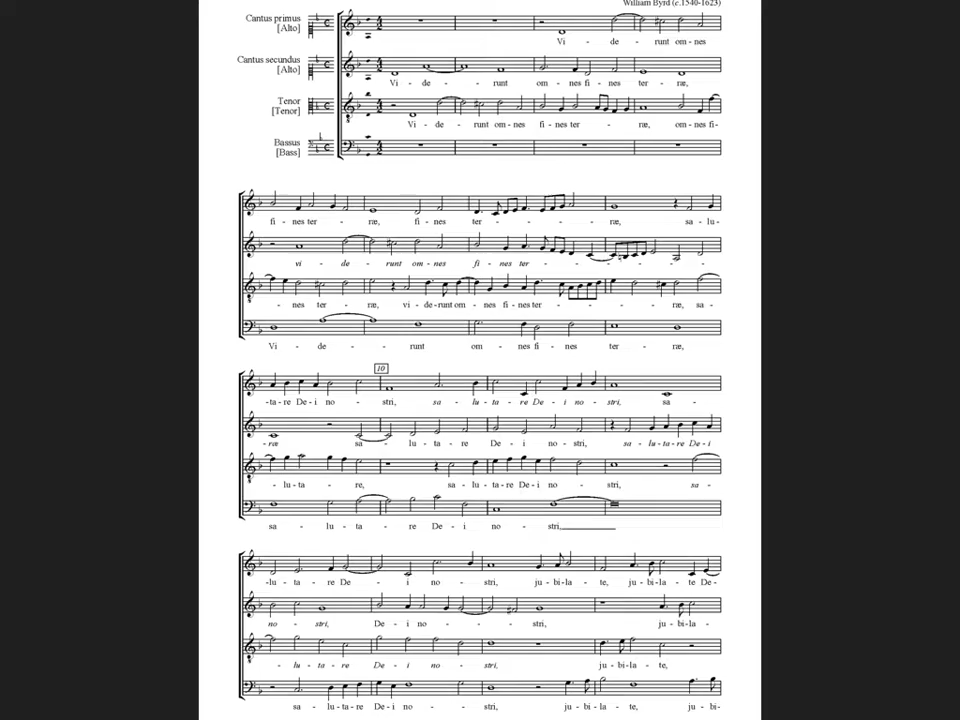 William Byrd (c.1540-1623)
Cantus primus
[Alto]
Vi - de - runt om - nes
Cantus secundus
[Alto]
Vi - de - runt om - nes fi - nes ter - ræ,
Tenor
[Tenor]
Vi - de - runt om - nes fi - nes ter - ræ, om - nes fi -
Bassus
[Bass]
fi - nes ter - ræ, fi - nes ter - ræ, sa - lu -
vi - de - runt om - nes fi - nes ter -
nes ter - ræ, vi - de - runt om - nes fi - nes ter - ræ, sa -
Vi - de - runt om - nes fi - nes ter - ræ,
10
-ta - re De - i no - stri, sa - lu - ta - re De - i no - stri, sa -
- ræ sa - lu - ta - re De - i no - stri, sa - lu - ta - re De - i
- lu - ta - re, sa - lu - ta - re De - i no - stri, sa -
sa - lu - ta - re De - i no - stri,
-lu - ta - re De - i no - stri, ju - bi - la - te, ju - bi - la - te De -
no - stri, De - i no - stri, ju - bi - la -
- lu - ta - re De - i no - stri, ju - bi - la - te,
sa - lu - ta - re De - i no - stri, ju - bi - la - te, ju - bi-